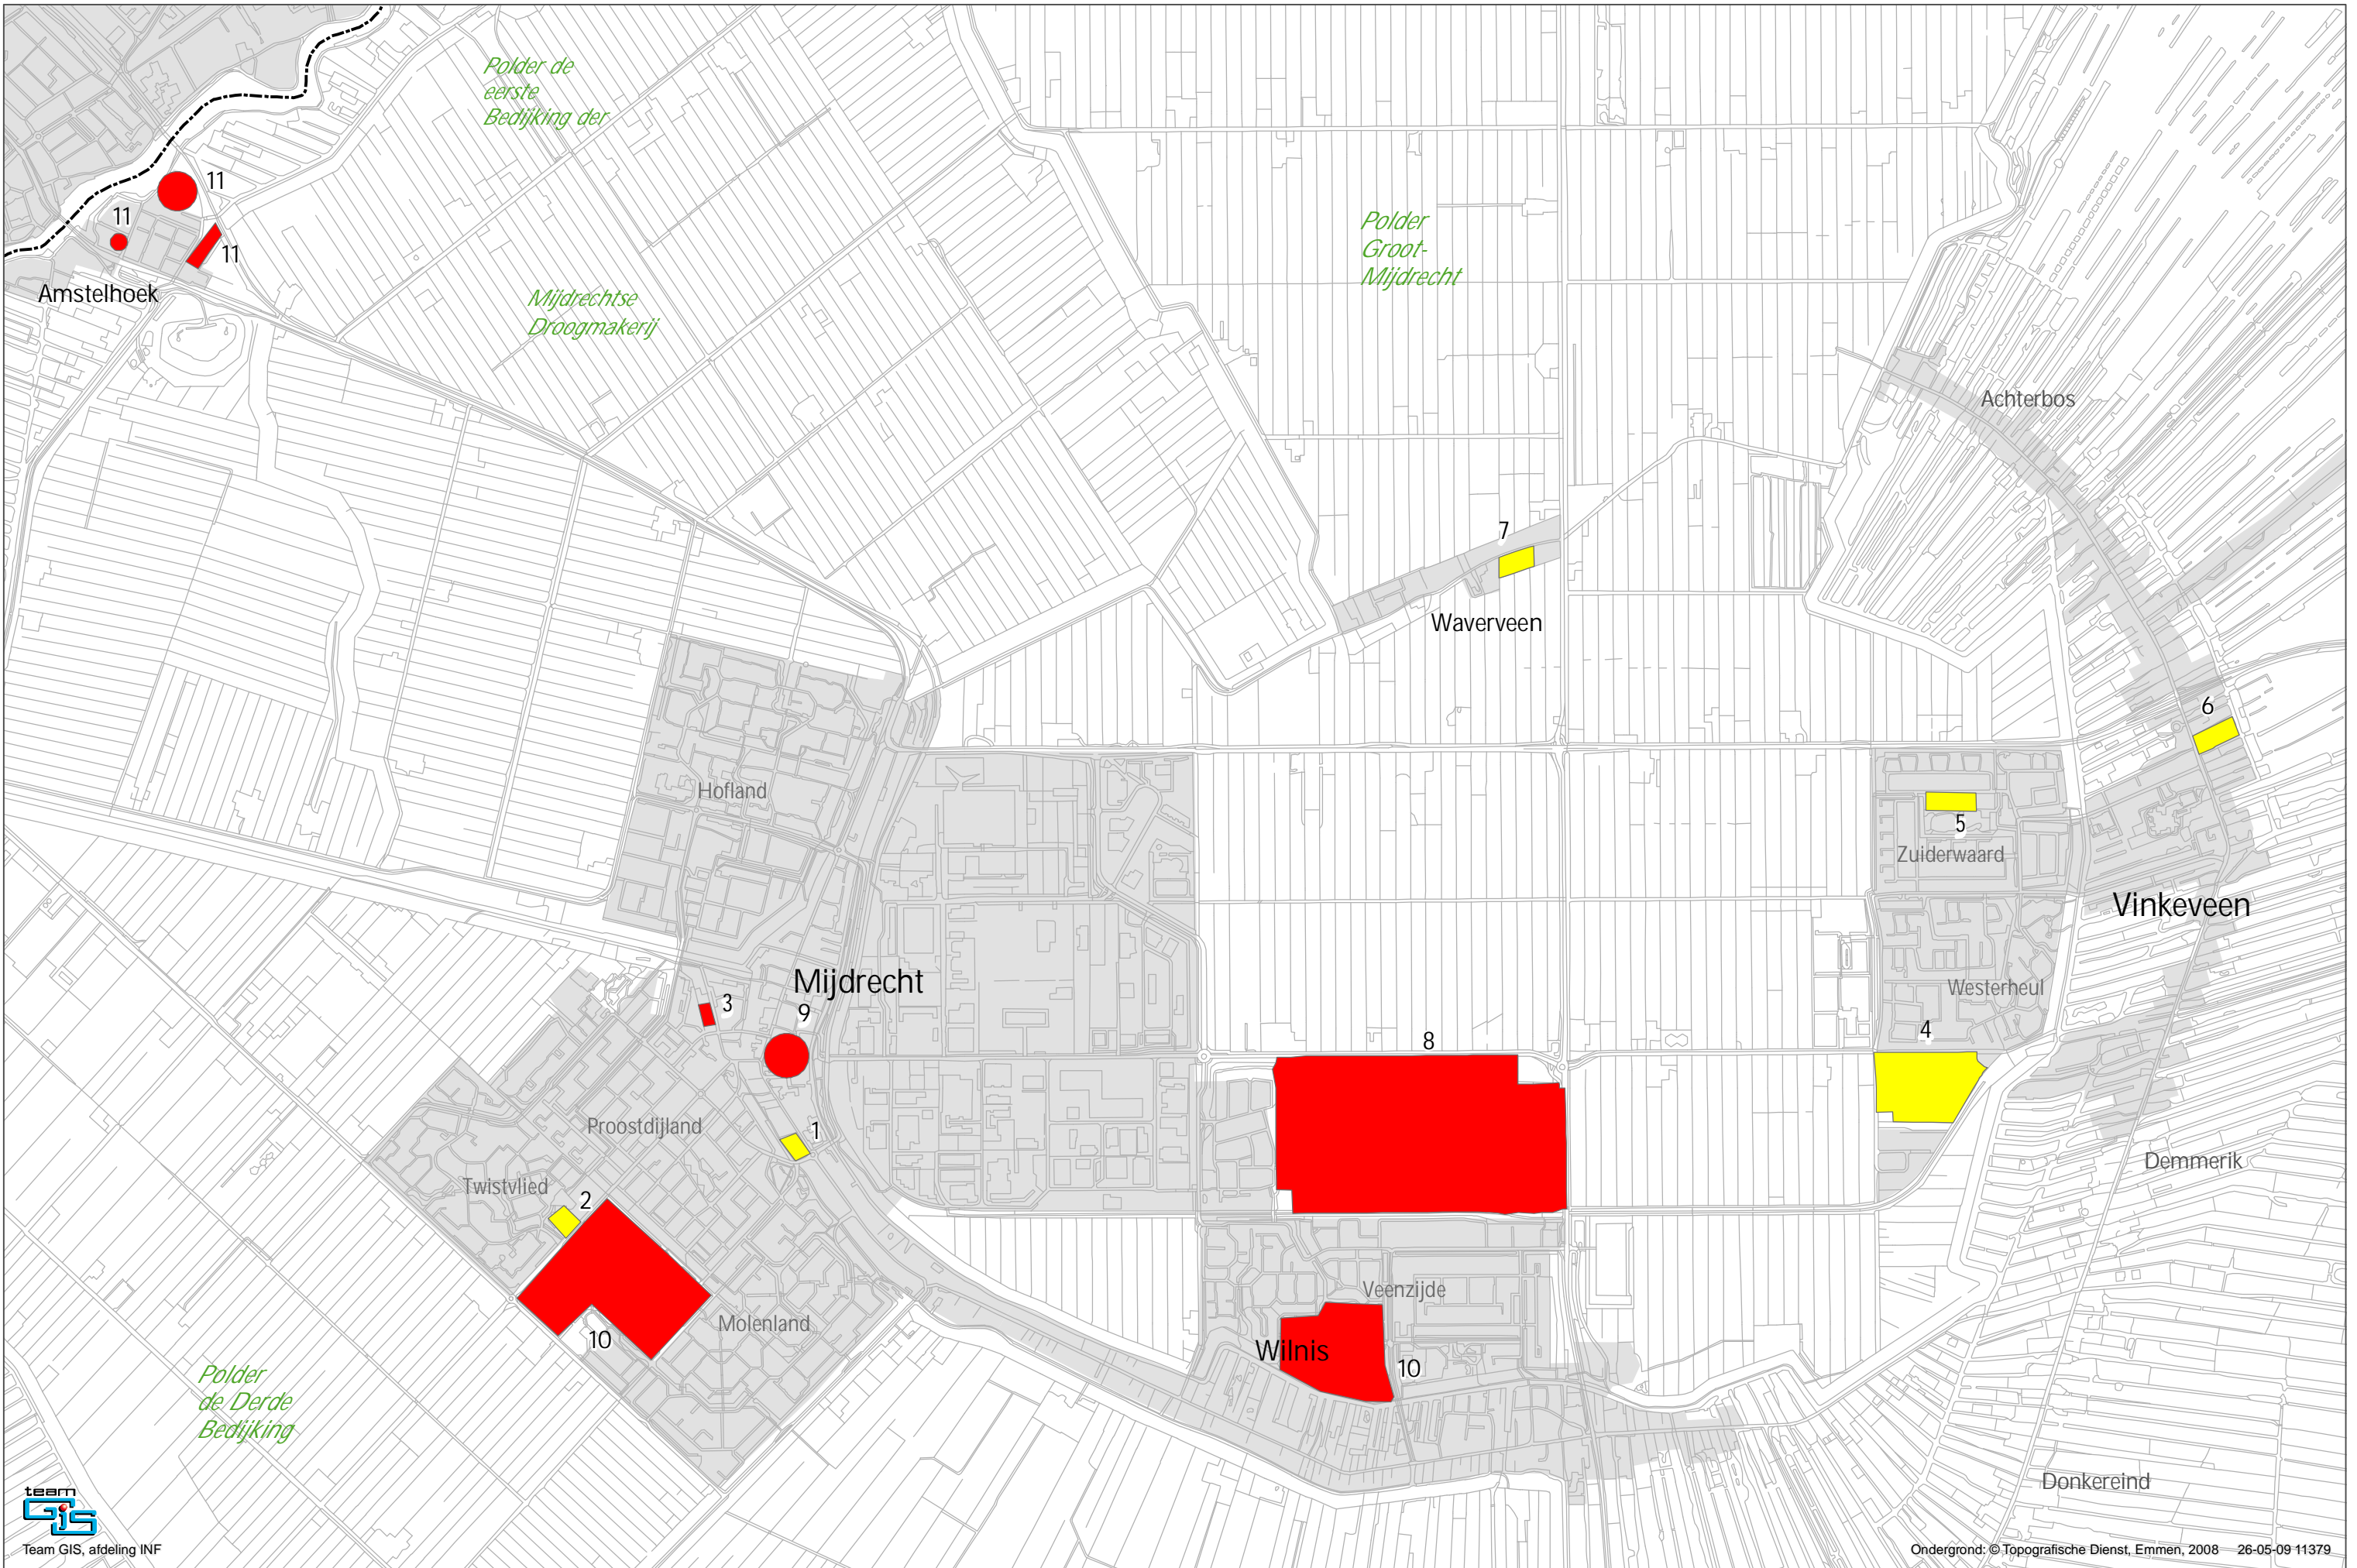 Polder de
eerste
Bedijking der
11
11
11
Amstelhoek
Mijdrechtse
Droogmakerij
Polder
Groot-
Mijdrecht
Achterbos
7
Waverveen
6
Hofland
5
Zuiderwaard
Vinkeveen
Westerheul
Mijdrecht
3
9
8
4
Proostdijland
1
Demmerik
Twistvlied
2
Veenzijde
Molenland
10
Wilnis
10
Polder
de Derde
Bedijking
Donkereind
team
GiS
Team GIS, afdeling INF
Ondergrond: © Topografische Dienst, Emmen, 2008 26-05-09 11379